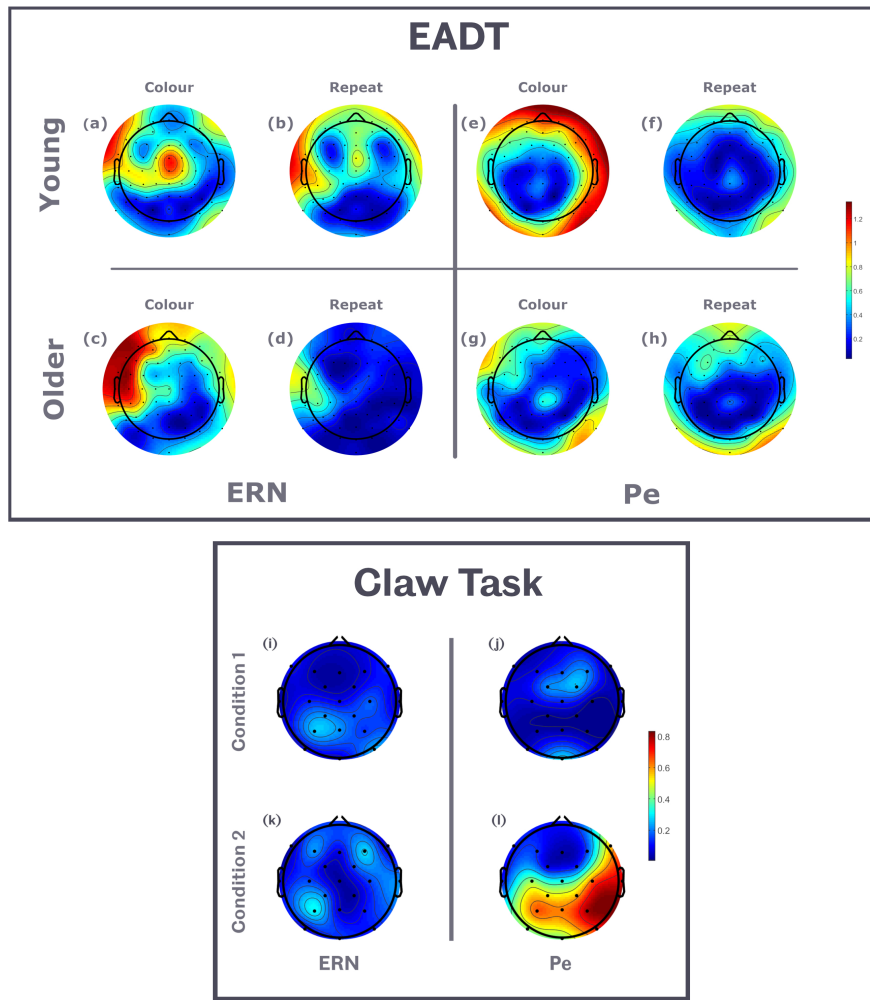 EADT
Colour Repeat Colour Repeat
Young (a) (b) (e) (f)
1.2
1
0.8
0.6
0.4
0.2
Colour Repeat Colour Repeat
Older (c) (d) (g) (h)
ERN Pe
Claw Task
Condition 1 (i) (j)
0.8
0.6
0.4
0.2
Condition 2 (k) (l)
ERN Pe